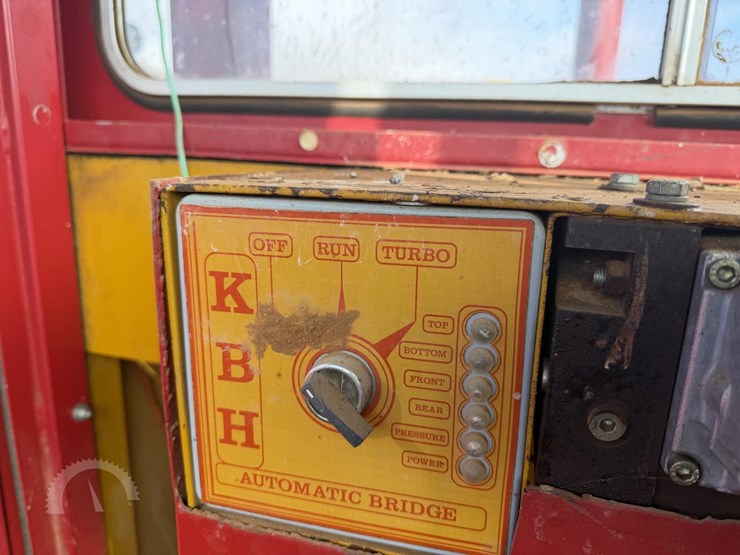 OFF RUN TURBO
K
B
H
TOP
BOTTOM
FRONT
REAR
PRESSURE
POWER
AUTOMATIC BRIDGE